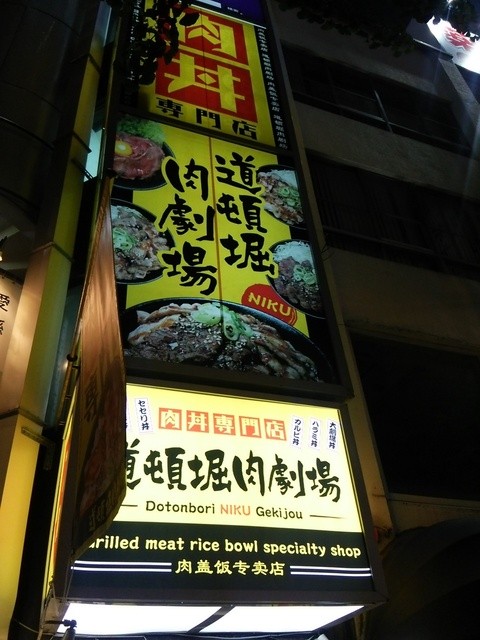 肉丼
専門店
道頓堀
肉劇場
NIKU
セセリ丼
肉丼専門店
カルビ丼
ハラミ丼
大劇場丼
道頓堀肉劇場
Dotonbori NIKU Gekijou
Grilled meat rice bowl specialty shop
肉盖饭专卖店